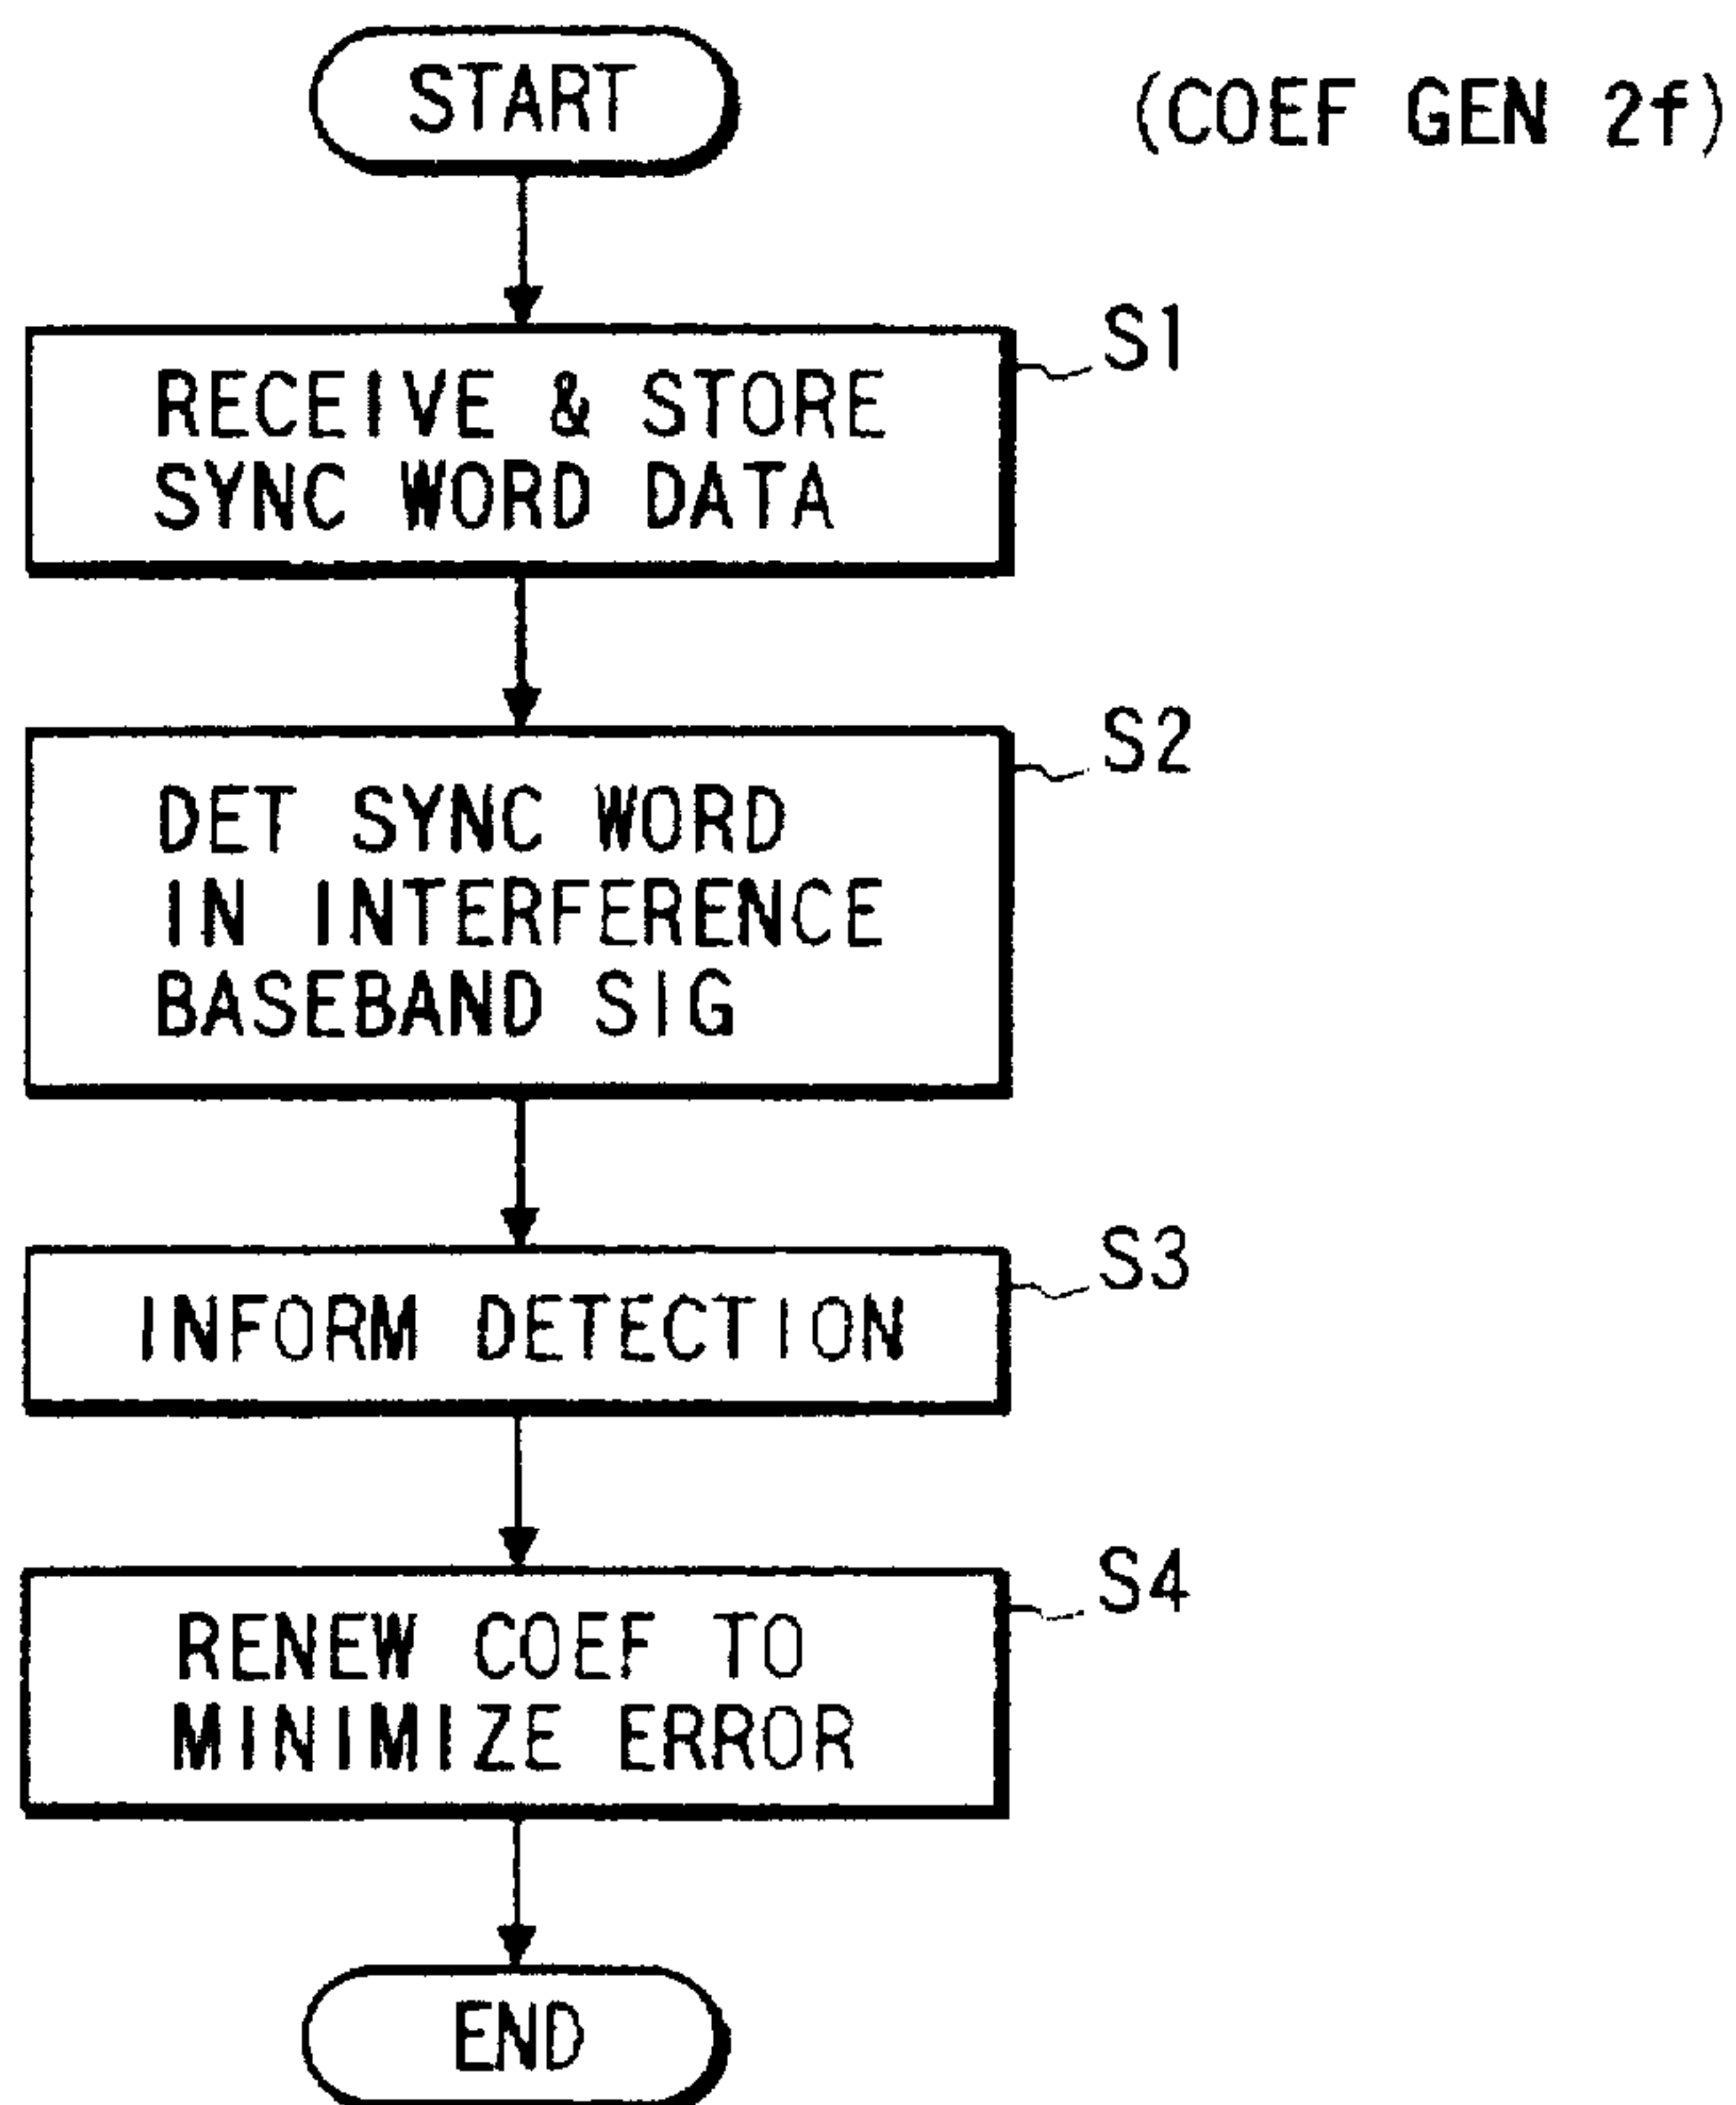 START
(COEF GEN 2f)
S1
RECEIVE & STORE
SYNC WORD DATA
S2
DET SYNC WORD
IN INTERFERENCE
BASEBAND SIG
S3
INFORM DETECTION
S4
RENEW COEF TO
MINIMIZE ERROR
END